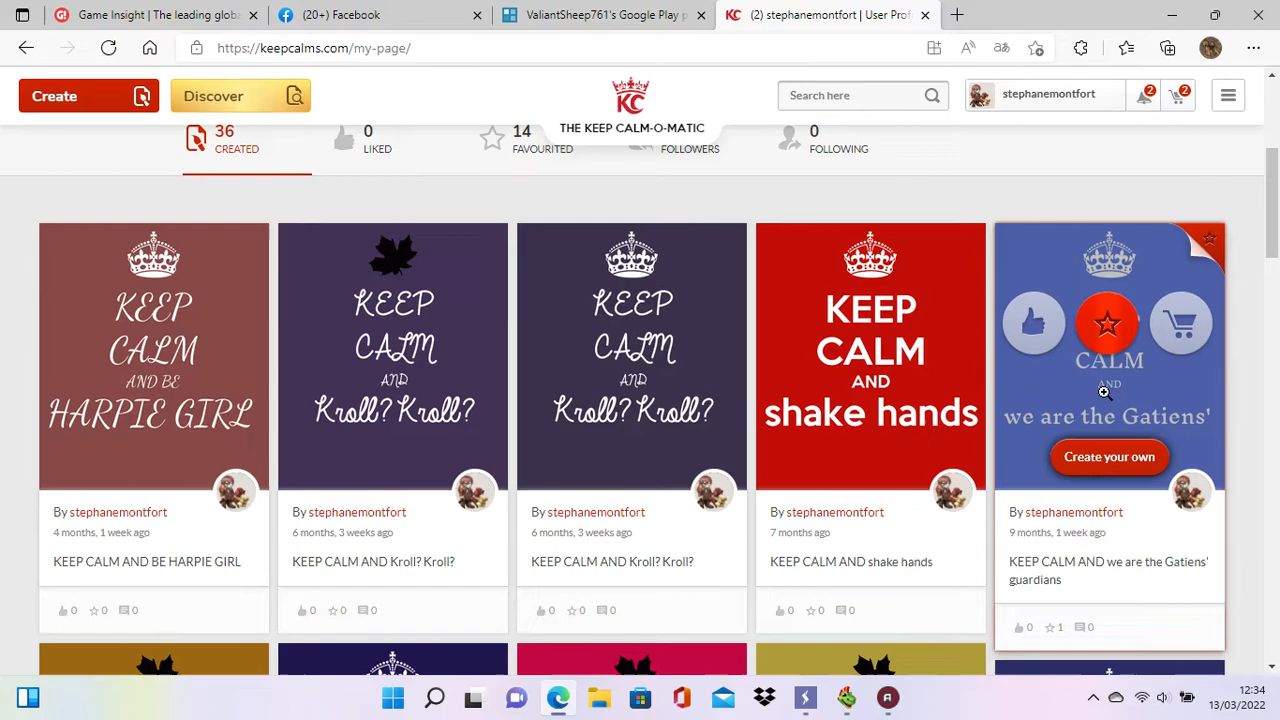 Game Insight: The leading globe
(20+) Facebook
ValiantSheep761's Google Play p
KC (2) stephanemontfort | User Prof
https://keepcalms.com/my-page/
Create
Discover
KC
THE KEEP CALM-O-MATIC
Search here
stephanemontfort
2
2
36
CREATED
0
LIKED
14
FAVOURITED
FOLLOWERS
0
FOLLOWING
KEEP
CALM
AND BE
HARPIE GIRL
By stephanemontfort
4 months, 1 week ago
KEEP CALM AND BE HARPIE GIRL
0 0 0
KEEP
CALM
AND
Kroll? Kroll?
By stephanemontfort
6 months, 3 weeks ago
KEEP CALM AND Kroll? Kroll?
0 0 0
KEEP
CALM
AND
Kroll? Kroll?
By stephanemontfort
6 months, 3 weeks ago
KEEP CALM AND Kroll? Kroll?
0 0 0
KEEP
CALM
AND
shake hands
By stephanemontfort
7 months ago
KEEP CALM AND shake hands
0 0 0
CALM
AND
we are the Gatiens'
Create your own
By stephanemontfort
9 months, 1 week ago
KEEP CALM AND we are the Gatiens'
guardians
0 1 0
12:34
13/03/2022